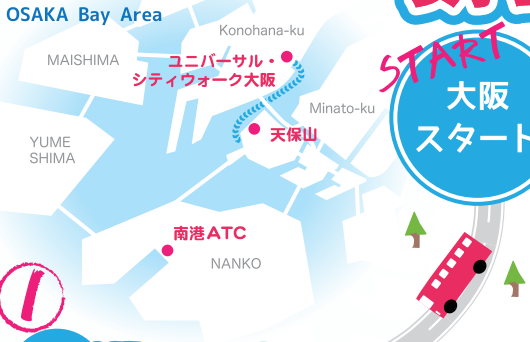 OSAKA Bay Area
Konohana-ku
MAISHIMA
ユニバーサル・
シティウォーク大阪
START
大阪
スタート
Minato-ku
天保山
YUME
SHIMA
南港ATC
NANKO
1